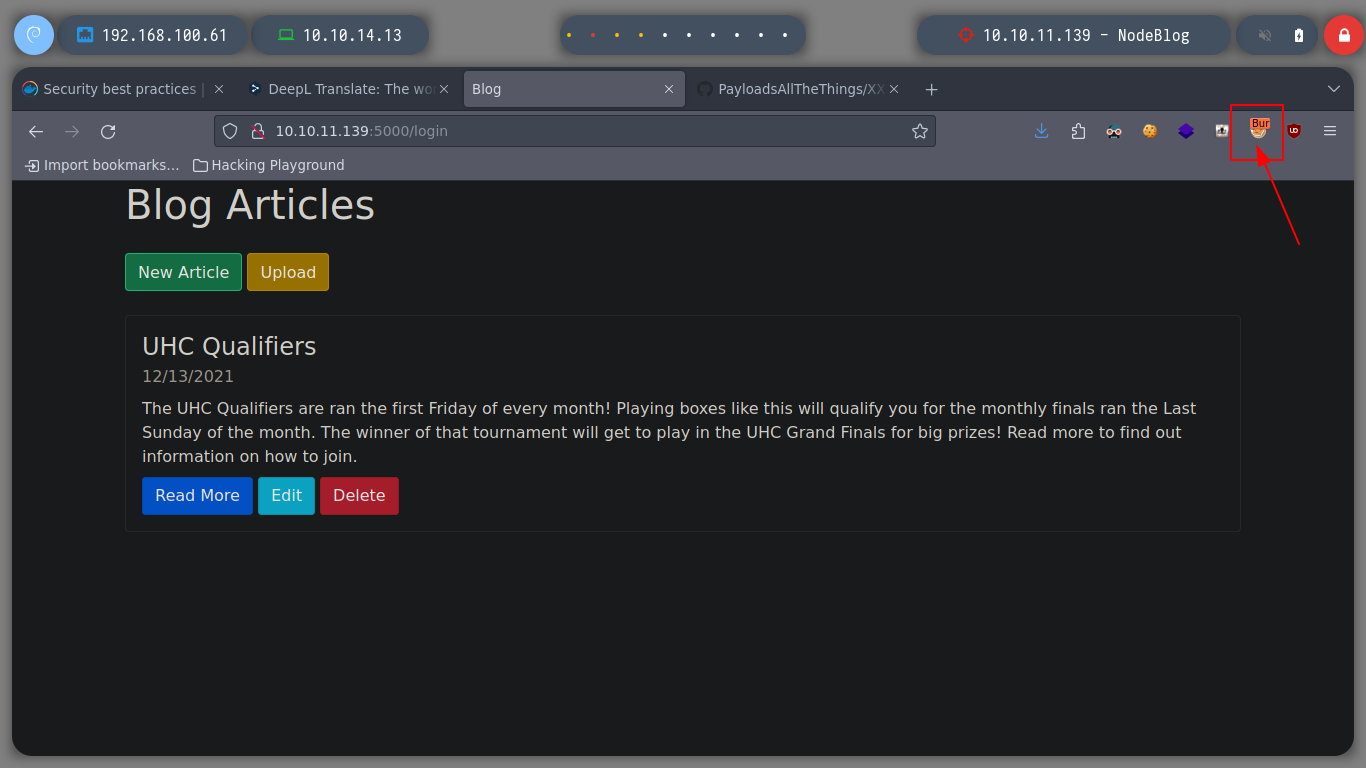 192.168.100.61
10.10.14.13
10.10.11.139 - NodeBlog
Security best practices |
DeepL Translate: The wo
Blog
PayloadsAllTheThings/XX
10.10.11.139:5000/login
Bur
Import bookmarks...
Hacking Playground
Blog Articles
New Article
Upload
UHC Qualifiers
12/13/2021
The UHC Qualifiers are ran the first Friday of every month! Playing boxes like this will qualify you for the monthly finals ran the Last
Sunday of the month. The winner of that tournament will get to play in the UHC Grand Finals for big prizes! Read more to find out
information on how to join.
Read More
Edit
Delete